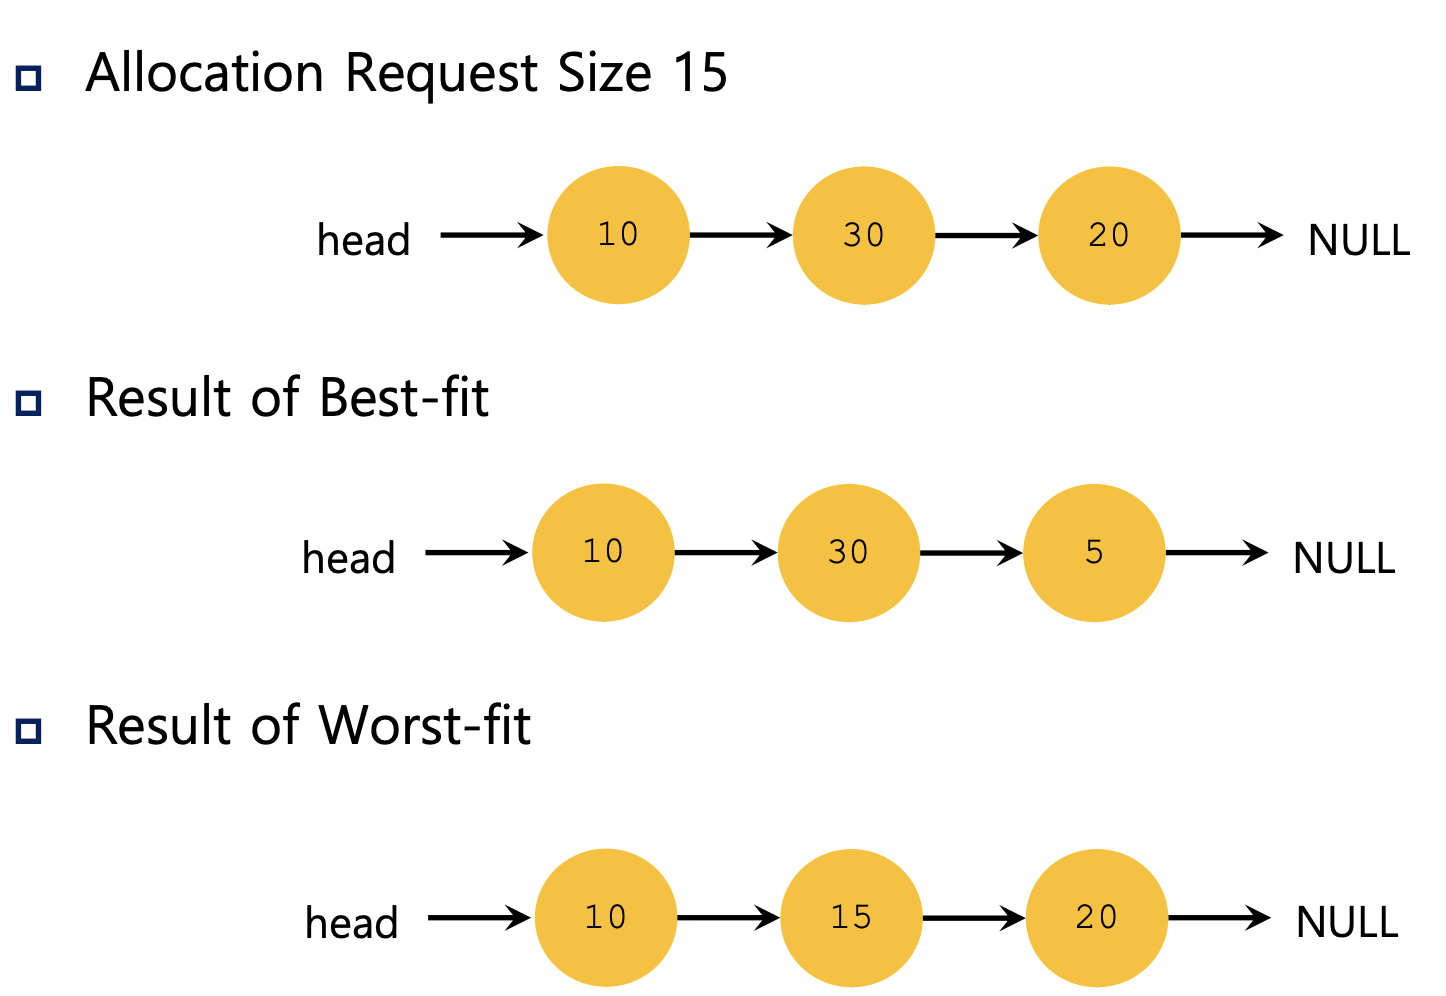 Allocation Request Size 15
head 10 30 20 NULL
Result of Best-fit
head 10 30 5 NULL
Result of Worst-fit
head 10 15 20 NULL